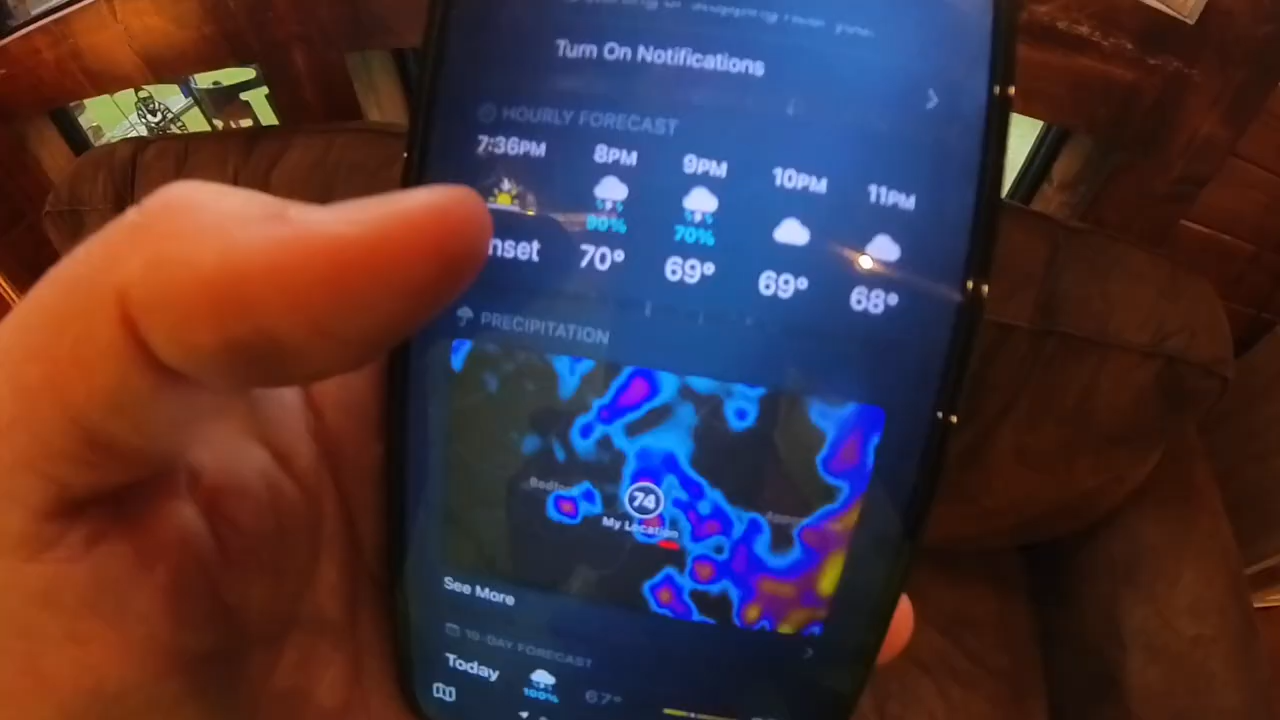 Turn On Notifications
HOURLY FORECAST
7:36PM 8PM 9PM 10PM 11PM
90% 70%
nset 70° 69° 69° 68°
PRECIPITATION
74
My Location
See More
10-DAY FORECAST
Today 100% 67°